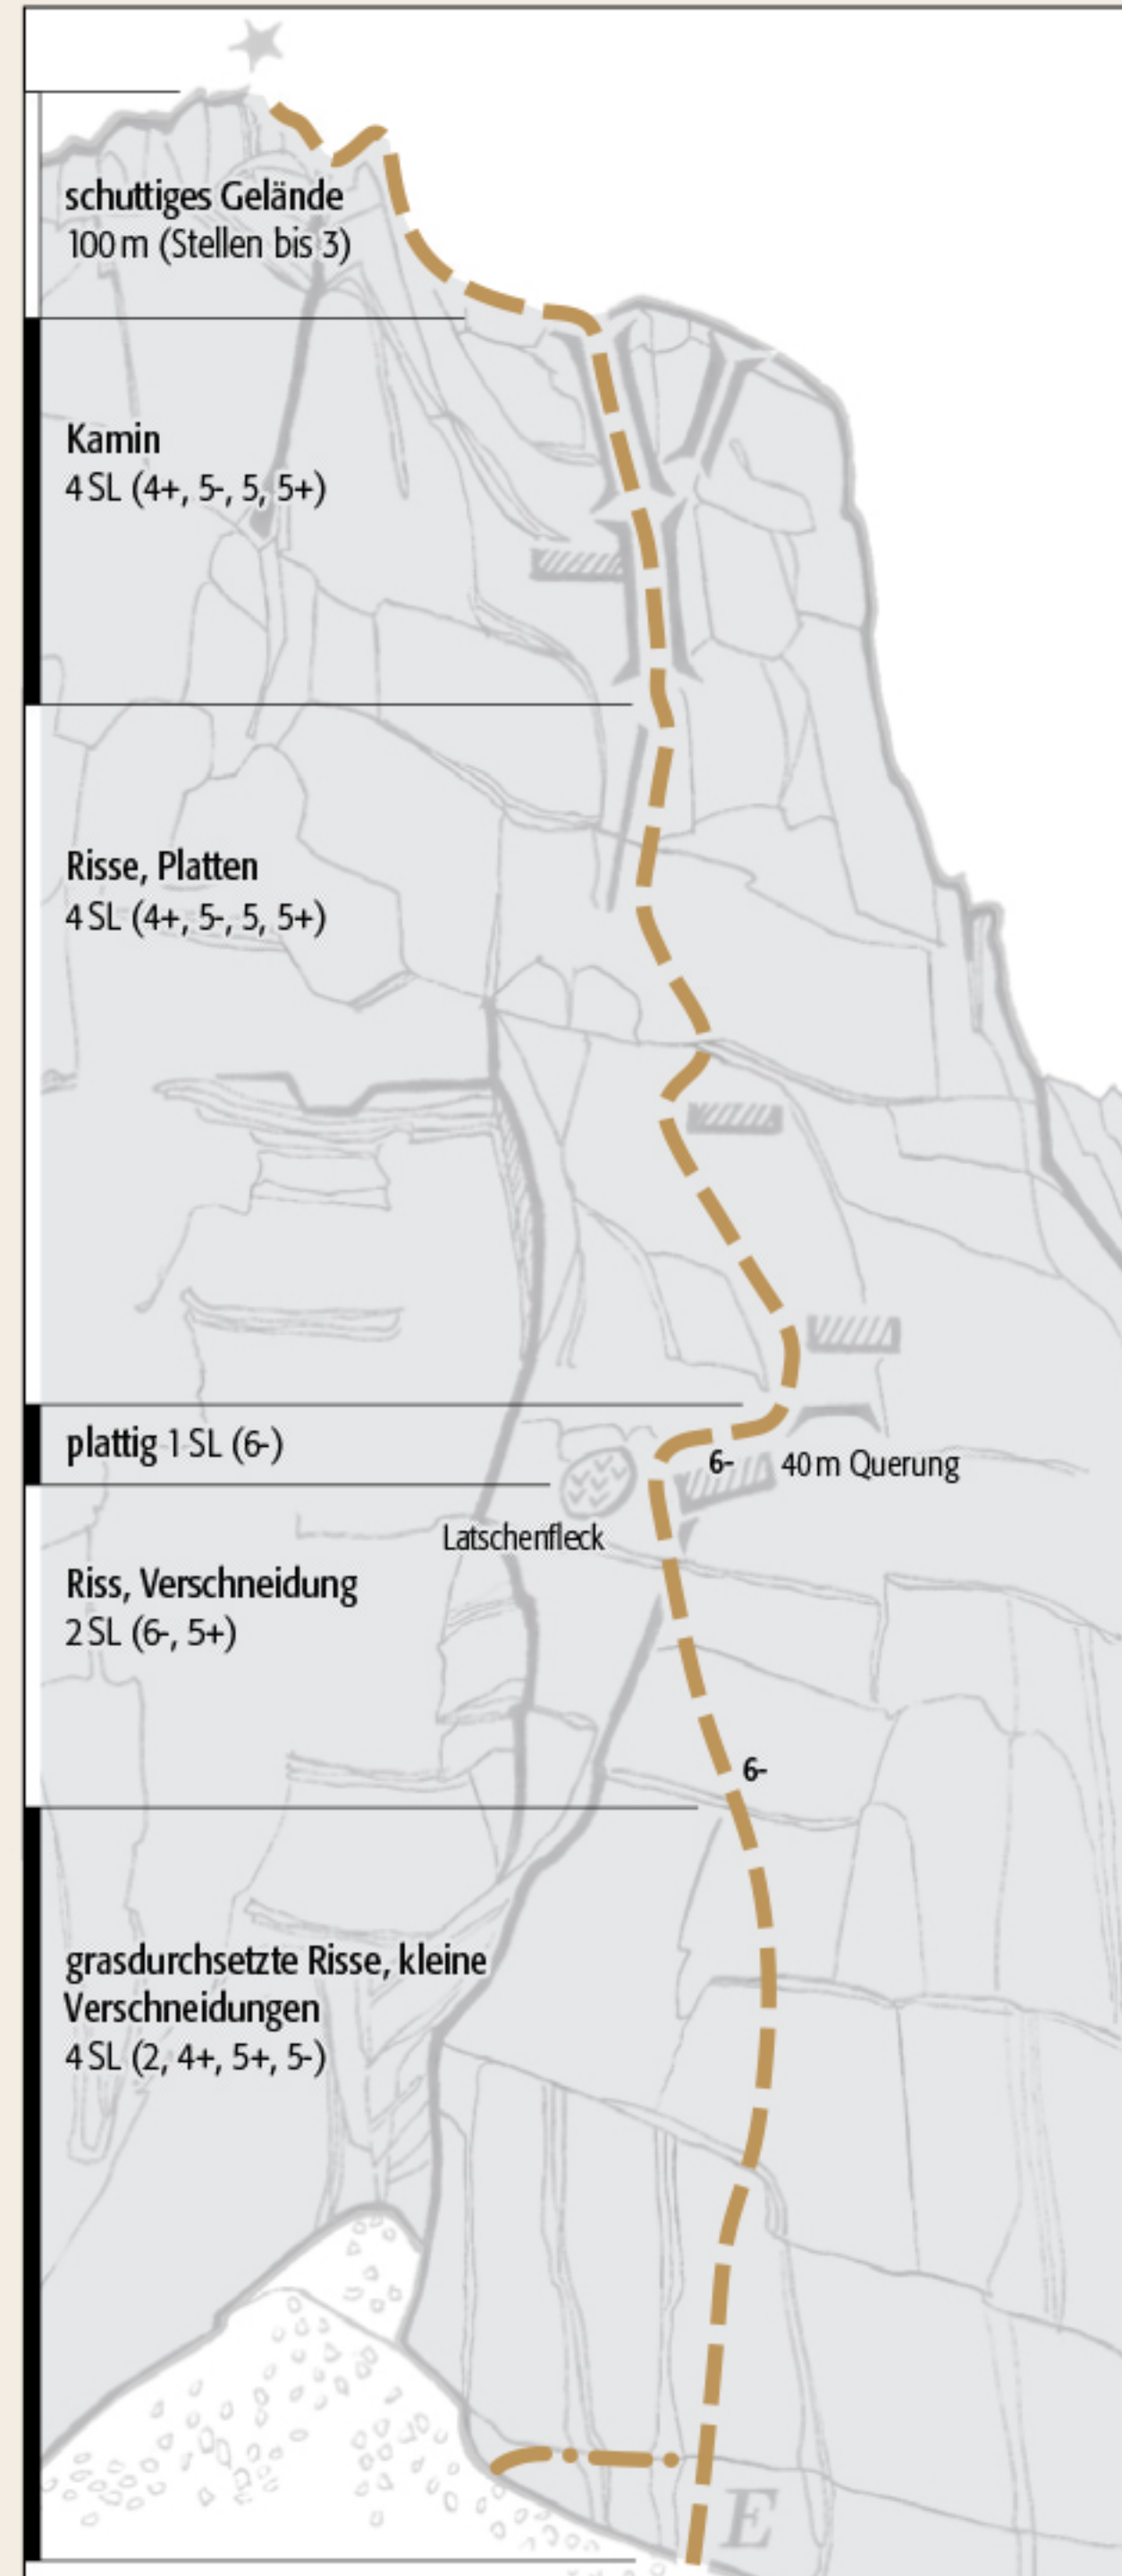 schuttiges Gelände
100 m (Stellen bis 3)
Kamin
4 SL (4+, 5-, 5, 5+)
Risse, Platten
4 SL (4+, 5-, 5, 5+)
plattig 1 SL (6-)
6-
40 m Querung
Latschenfleck
Riss, Verschneidung
2 SL (6-, 5+)
6-
grasdurchsetzte Risse, kleine
Verschneidungen
4 SL (2, 4+, 5+, 5-)
E